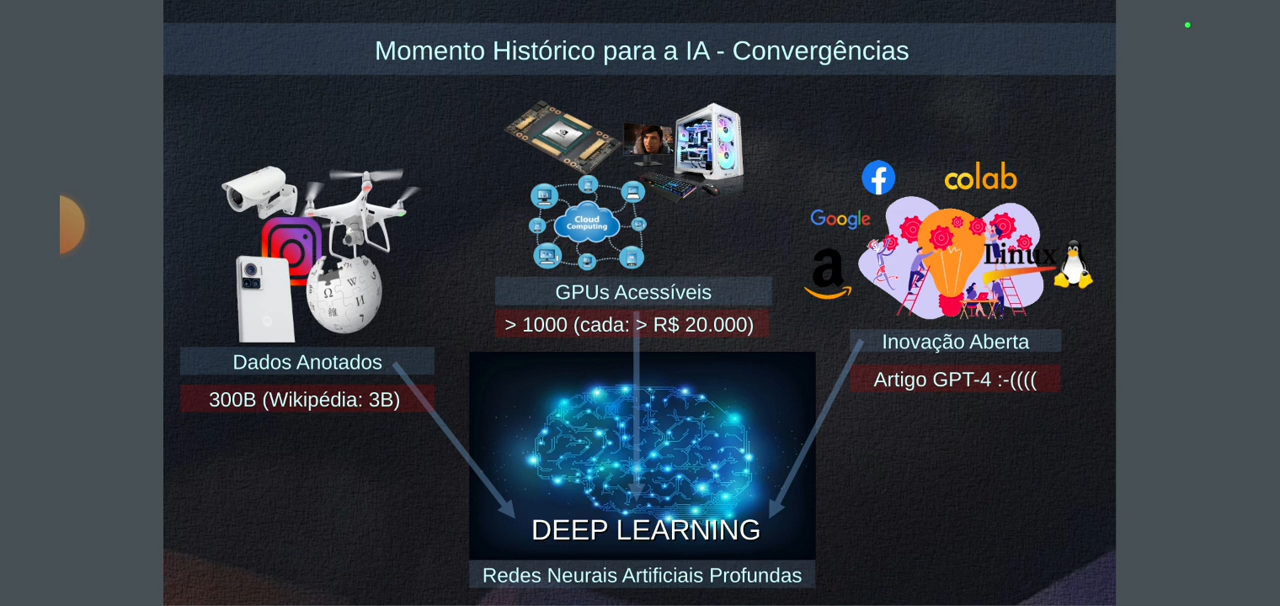 Momento Histórico para a IA - Convergências
Cloud
Computing
colab
Google
Linux
a
GPUs Acessíveis
> 1000 (cada: > R$ 20.000)
Inovação Aberta
Artigo GPT-4 :-((((
Dados Anotados
300B (Wikipédia: 3B)
DEEP LEARNING
Redes Neurais Artificiais Profundas